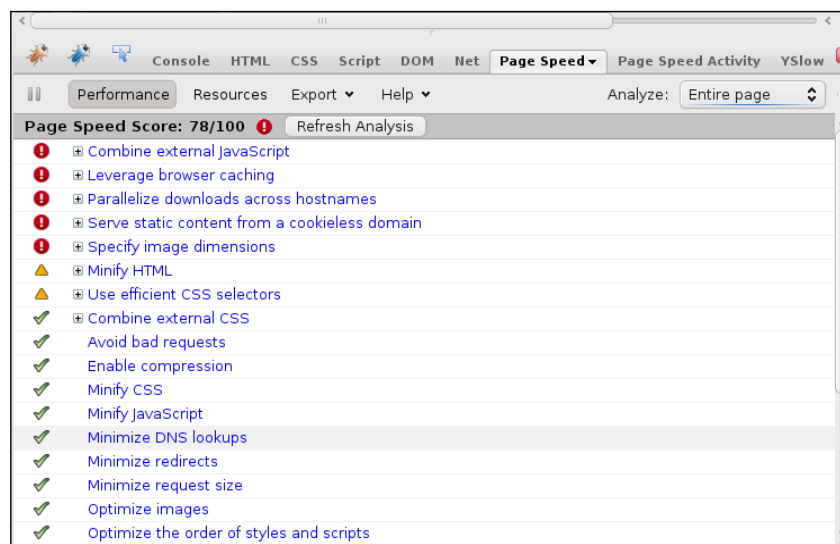 Console HTML CSS Script DOM Net Page Speed Page Speed Activity YSlow
Performance Resources Export Help Analyze: Entire page
Page Speed Score: 78/100 Refresh Analysis
Combine external JavaScript
Leverage browser caching
Parallelize downloads across hostnames
Serve static content from a cookieless domain
Specify image dimensions
Minify HTML
Use efficient CSS selectors
Combine external CSS
Avoid bad requests
Enable compression
Minify CSS
Minify JavaScript
Minimize DNS lookups
Minimize redirects
Minimize request size
Optimize images
Optimize the order of styles and scripts